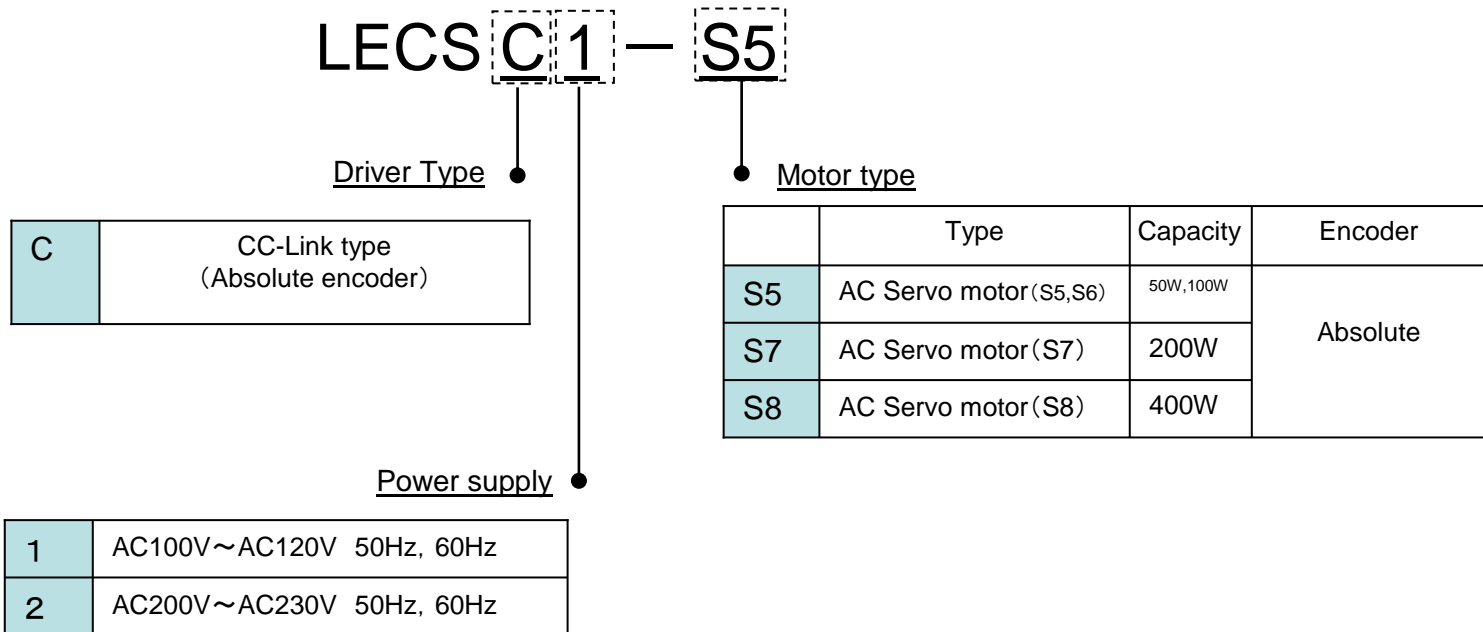 LECS C 1 － S5
Driver Type
Motor type
C CC-Link type
（Absolute encoder）
Type Capacity Encoder
S5 AC Servo motor（S5,S6） 50W,100W Absolute
S7 AC Servo motor（S7） 200W
S8 AC Servo motor（S8） 400W
Power supply
1 AC100V～AC120V 50Hz, 60Hz
2 AC200V～AC230V 50Hz, 60Hz